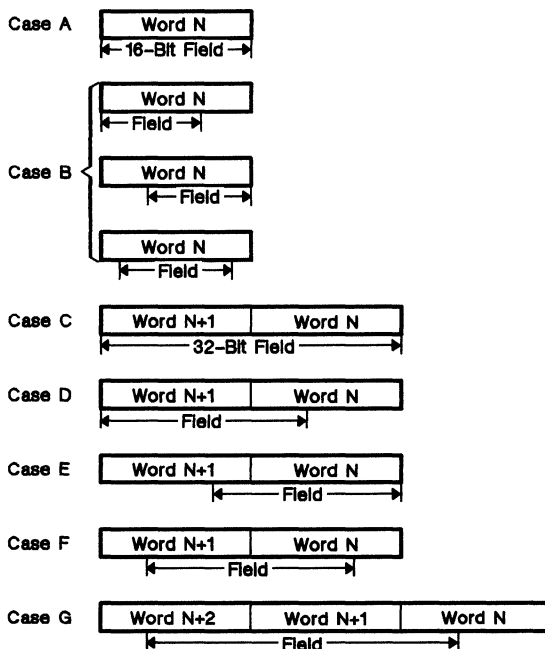 Case A
Word N
16-Bit Field
Word N
Field
Case B
Word N
Field
Word N
Field
Case C
Word N+1 Word N
32-Bit Field
Case D
Word N+1 Word N
Field
Case E
Word N+1 Word N
Field
Case F
Word N+1 Word N
Field
Case G
Word N+2 Word N+1 Word N
Field